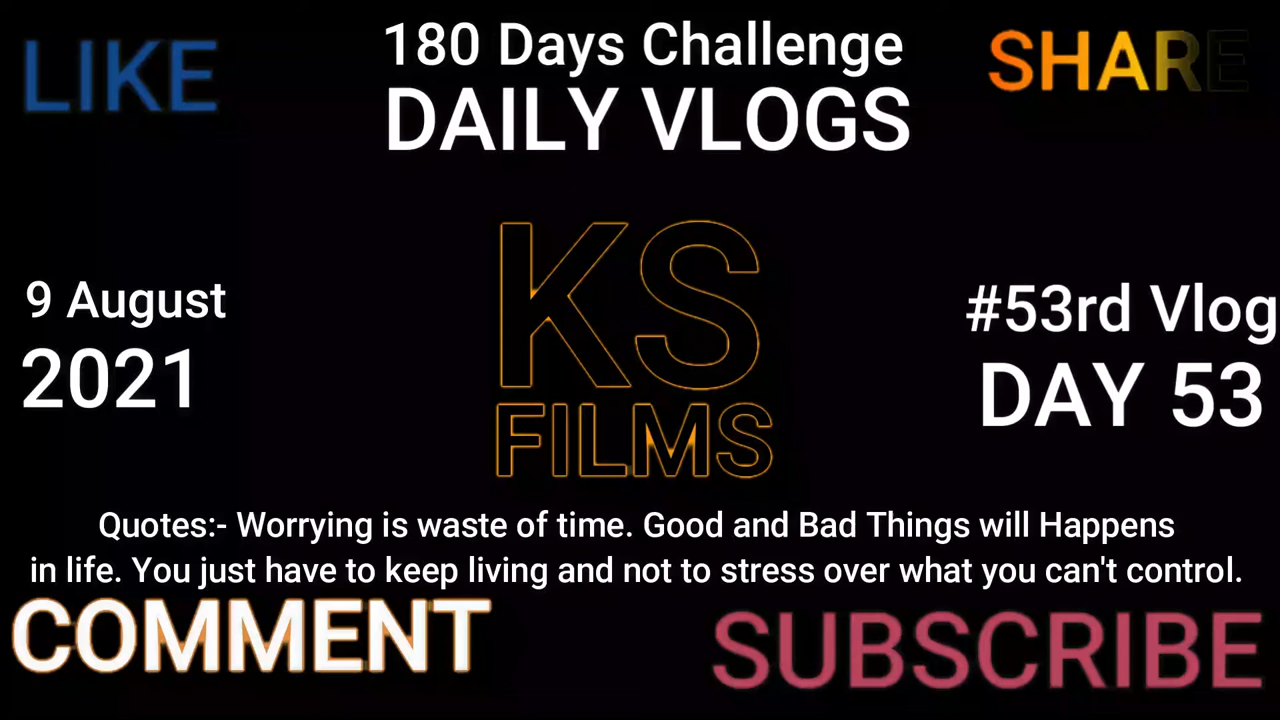 LIKE
180 Days Challenge
SHARE
DAILY VLOGS
KS
FILMS
9 August
2021
#53rd Vlog
DAY 53
Quotes:- Worrying is waste of time. Good and Bad Things will Happens
in life. You just have to keep living and not to stress over what you can't control.
COMMENT
SUBSCRIBE